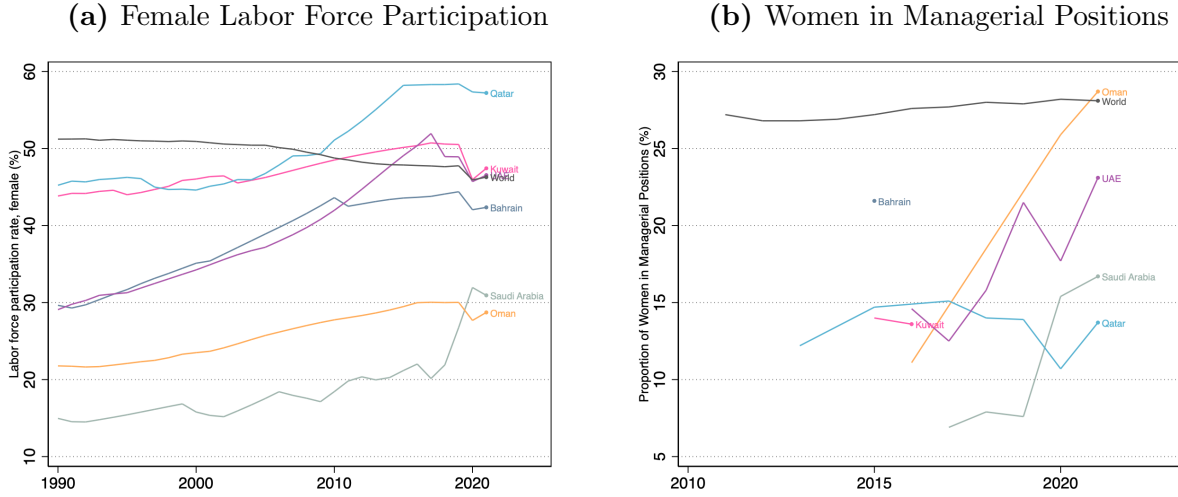 (a) Female Labor Force Participation
Labor force participation rate, female (%)
60
50
40
30
20
10
1990
2000
2010
2020
Qatar
Kuwait
UAE
World
Bahrain
Saudi Arabia
Oman
(b) Women in Managerial Positions
Proportion of Women in Managerial Positions (%)
30
25
20
15
10
5
2010
2015
2020
Oman
World
UAE
Bahrain
Saudi Arabia
Kuwait
Qatar